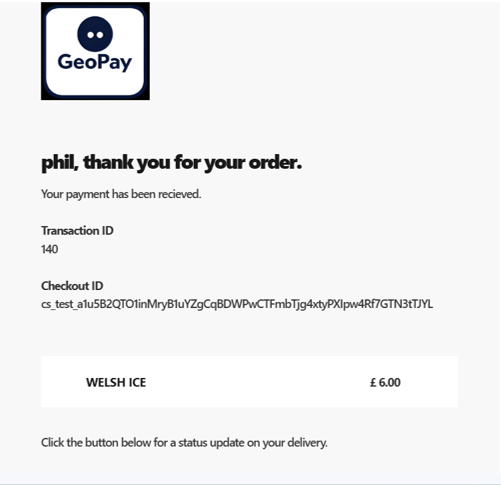 GeoPay
phil, thank you for your order.
Your payment has been recieved.
Transaction ID
140
Checkout ID
cs_test_a1u5B2QTO1inMryB1uYZgCqBDWPwCTFmbTjg4xtyPXIpw4Rf7GTN3tTJYL
WELSH ICE £ 6.00
Click the button below for a status update on your delivery.